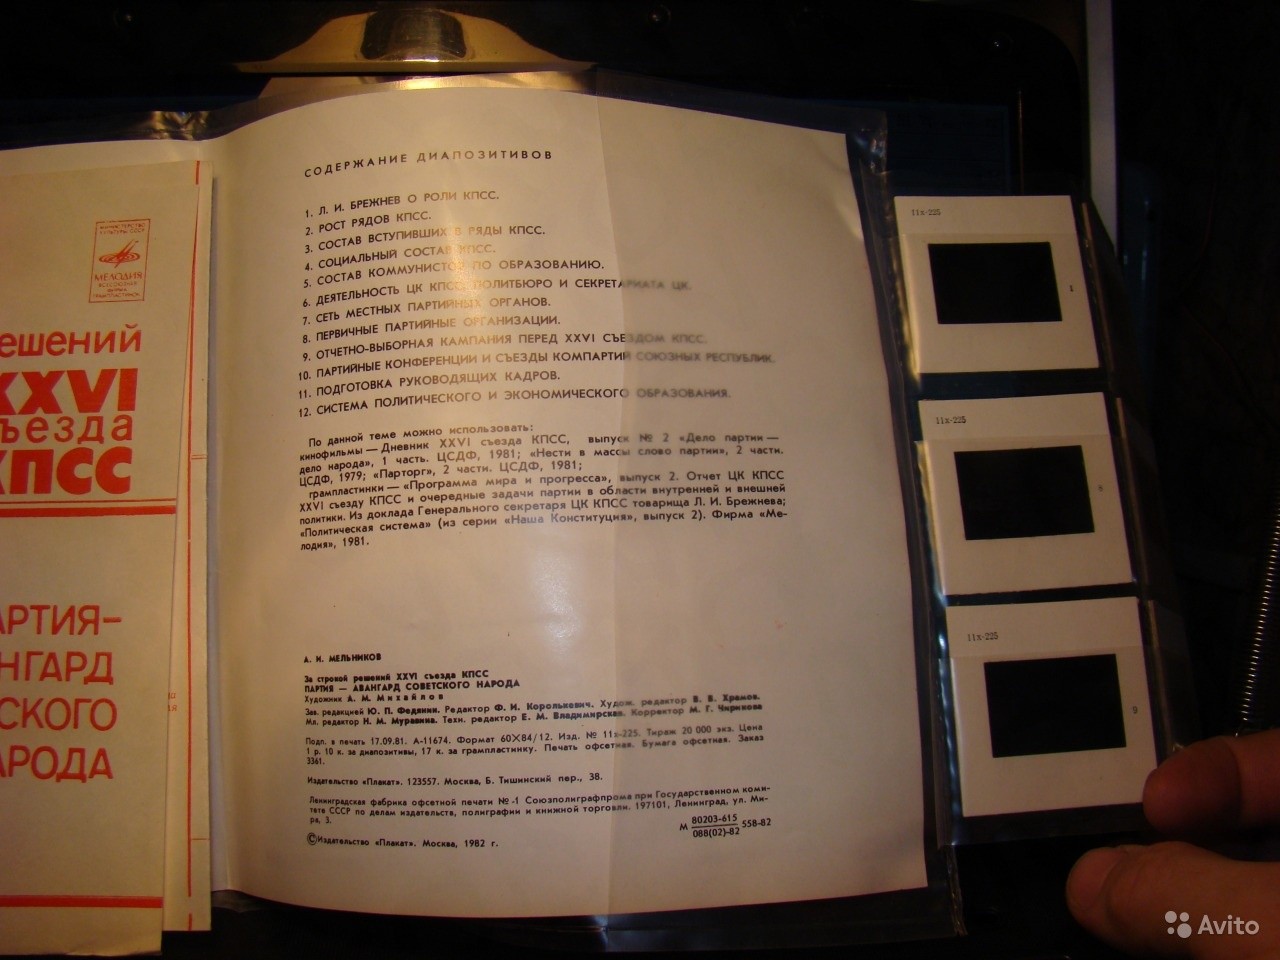 МИНИСТЕРСТВО
КУЛЬТУРЫ СССР
МЕЛОДИЯ
ЕШЕНИЙ
XXVI
ЪЕЗДА
КПСС
АРТИЯ—
НГАРД
СКОГО
АРОДА
СОДЕРЖАНИЕ ДИАПОЗИТИВОВ
1. Л. И. БРЕЖНЕВ О РОЛИ КПСС.
2. РОСТ РЯДОВ КПСС.
3. СОСТАВ ВСТУПИВШИХ В РЯДЫ КПСС.
4. СОЦИАЛЬНЫЙ СОСТАВ КПСС.
5. СОСТАВ КОММУНИСТОВ ПО ОБРАЗОВАНИЮ.
6. ДЕЯТЕЛЬНОСТЬ ЦК КПСС, ПОЛИТБЮРО И СЕКРЕТАРИАТА ЦК.
7. СЕТЬ МЕСТНЫХ ПАРТИЙНЫХ ОРГАНОВ.
8. ПЕРВИЧНЫЕ ПАРТИЙНЫЕ ОРГАНИЗАЦИИ.
9. ОТЧЕТНО-ВЫБОРНАЯ КАМПАНИЯ ПЕРЕД XXVI СЪЕЗДОМ КПСС.
10. ПАРТИЙНЫЕ КОНФЕРЕНЦИИ И СЪЕЗДЫ КОМПАРТИЙ СОЮЗНЫХ РЕСПУБЛИК.
11. ПОДГОТОВКА РУКОВОДЯЩИХ КАДРОВ.
12. СИСТЕМА ПОЛИТИЧЕСКОГО И ЭКОНОМИЧЕСКОГО ОБРАЗОВАНИЯ.
По данной теме можно использовать:
кинофильмы — Дневник XXVI съезда КПСС, выпуск № 2 «Дело партии —
дело народа», 1 часть. ЦСДФ, 1981; «Нести в массы слово партии», 2 части.
ЦСДФ, 1979; «Парторг», 2 части. ЦСДФ, 1981;
грампластинки — «Программа мира и прогресса», выпуск 2. Отчет ЦК КПСС
XXVI съезду КПСС и очередные задачи партии в области внутренней и внешней
политики. Из доклада Генерального секретаря ЦК КПСС товарища Л. И. Брежнева;
«Политическая система» (из серии «Наша Конституция», выпуск 2). Фирма «Ме-
лодия», 1981.
А. И. МЕЛЬНИКОВ
За строкой решений XXVI съезда КПСС
ПАРТИЯ — АВАНГАРД СОВЕТСКОГО НАРОДА
Художник А. М. Михайлов
Зав. редакцией Ю. П. Федянин. Редактор Ф. И. Королькевич. Худож. редактор В. В. Храмов.
Мл. редактор Н. М. Муравина. Техн. редактор Е. М. Владимирская. Корректор М. Г. Чирикова
Подп. в печать 17.09.81. А-11674. Формат 60X84/12. Изд. № 11х-225. Тираж 20 000 экз. Цена
1 р. 10 к. за диапозитивы, 17 к. за грампластинку. Печать офсетная. Бумага офсетная. Заказ
3361.
Издательство «Плакат». 123557. Москва, Б. Тишинский пер., 38.
Ленинградская фабрика офсетной печати № 1 Союзполиграфпрома при Государственном коми-
тете СССР по делам издательств, полиграфии и книжной торговли. 197101, Ленинград, ул. Ми-
ра, 3.
М 80203-615 558-82
088(02)-82
©Издательство «Плакат». Москва, 1982 г.
11х-225
1
11х-225
11х-225
9
Avito